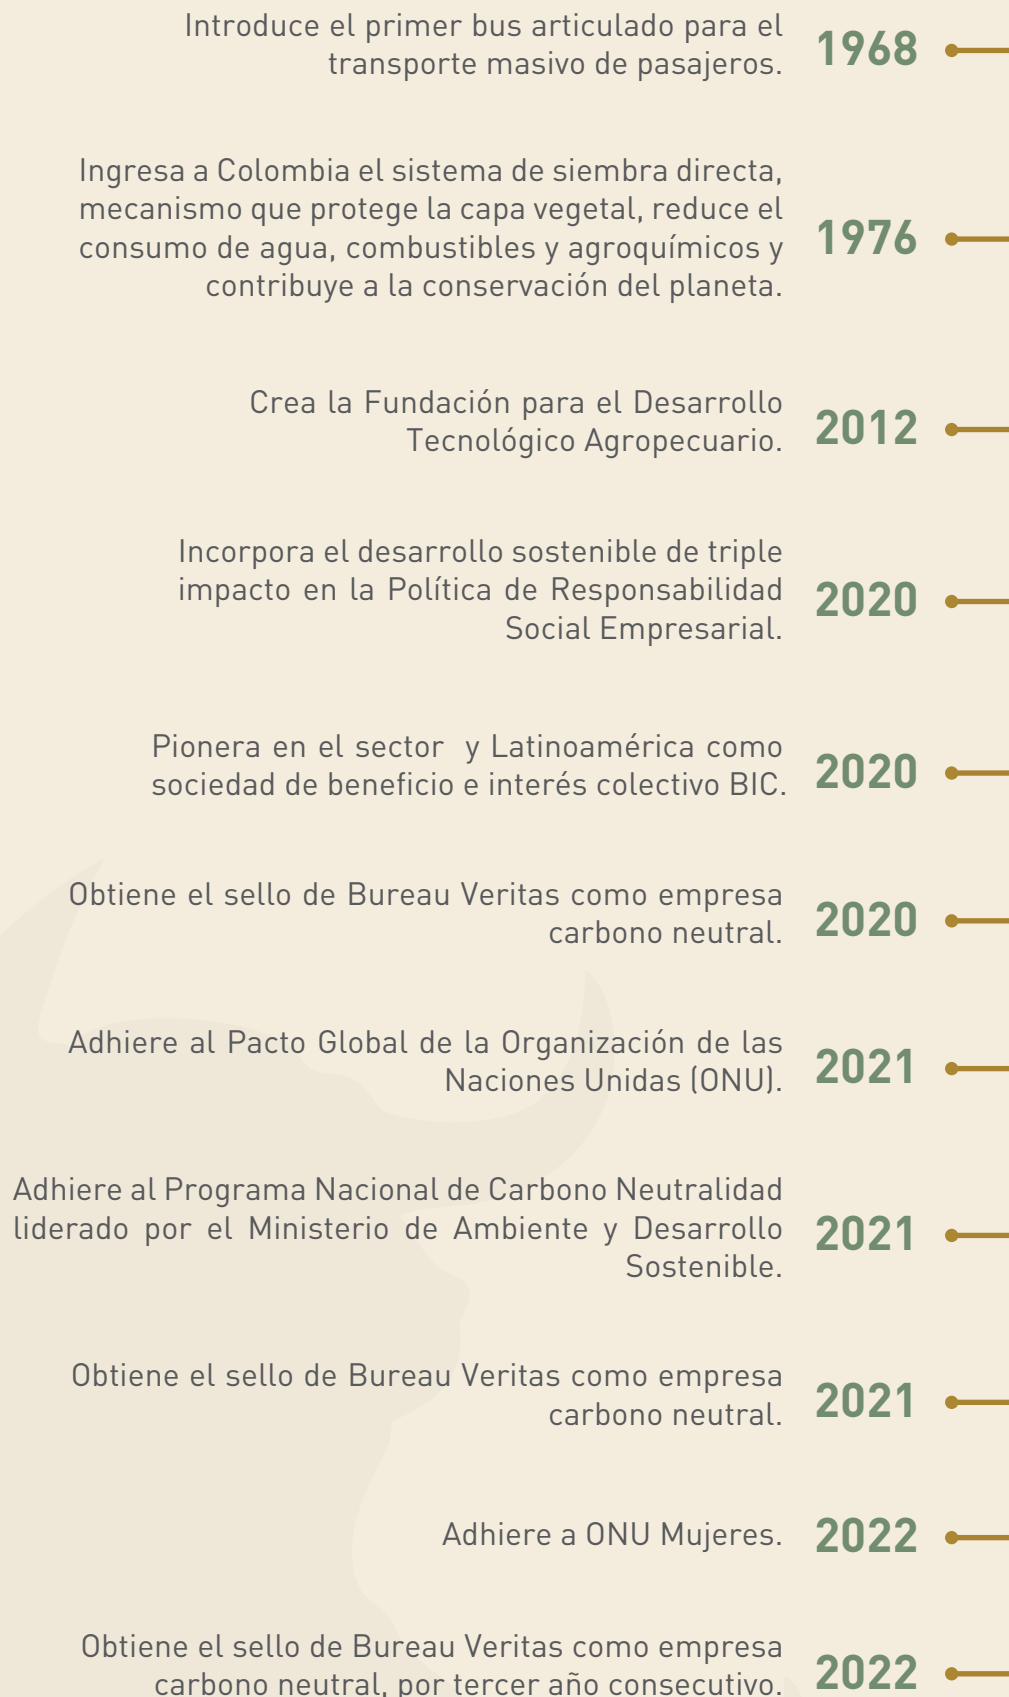 Introduce el primer bus articulado para el
transporte masivo de pasajeros.
1968
Ingresa a Colombia el sistema de siembra directa,
mecanismo que protege la capa vegetal, reduce el
consumo de agua, combustibles y agroquímicos y
contribuye a la conservación del planeta.
1976
Crea la Fundación para el Desarrollo
Tecnológico Agropecuario.
2012
Incorpora el desarrollo sostenible de triple
impacto en la Política de Responsabilidad
Social Empresarial.
2020
Pionera en el sector y Latinoamérica como
sociedad de beneficio e interés colectivo BIC.
2020
Obtiene el sello de Bureau Veritas como empresa
carbono neutral.
2020
Adhiere al Pacto Global de la Organización de las
Naciones Unidas (ONU).
2021
Adhiere al Programa Nacional de Carbono Neutralidad
liderado por el Ministerio de Ambiente y Desarrollo
Sostenible.
2021
Obtiene el sello de Bureau Veritas como empresa
carbono neutral.
2021
Adhiere a ONU Mujeres.
2022
Obtiene el sello de Bureau Veritas como empresa
carbono neutral, por tercer año consecutivo.
2022